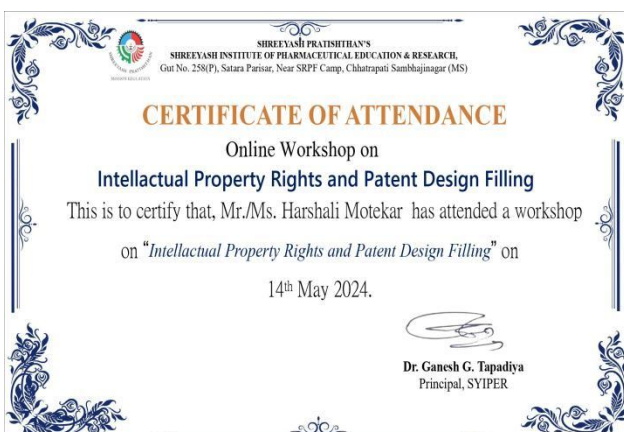 SHREEYASH PRATISHTHAN'S
SHREEYASH INSTITUTE OF PHARMACEUTICAL EDUCATION & RESEARCH,
Gut No. 258(P), Satara Parisar, Near SRPF Camp, Chhatrapati Sambhajinagar (MS)
SHREEYASH PRATISHTHAN
CERTIFICATE OF ATTENDANCE
Online Workshop on
Intellactual Property Rights and Patent Design Filling
This is to certify that, Mr./Ms. Harshali Motekar has attended a workshop
on “Intellactual Property Rights and Patent Design Filling” on
14th May 2024.
Dr. Ganesh G. Tapadiya
Principal, SYIPER